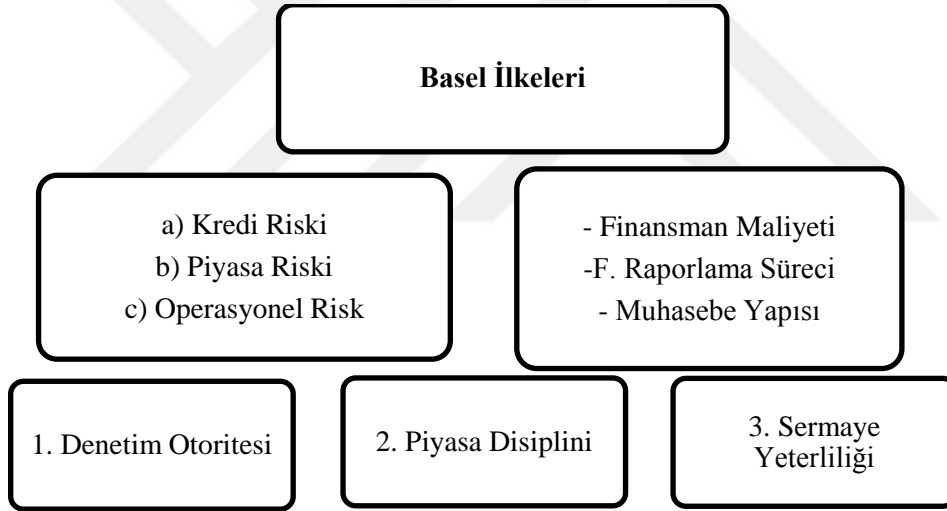 Basel İlkeleri
a) Kredi Riski
b) Piyasa Riski
c) Operasyonel Risk
- Finansman Maliyeti
-F. Raporlama Süreci
- Muhasebe Yapısı
1. Denetim Otoritesi
2. Piyasa Disiplini
3. Sermaye
Yeterliliği